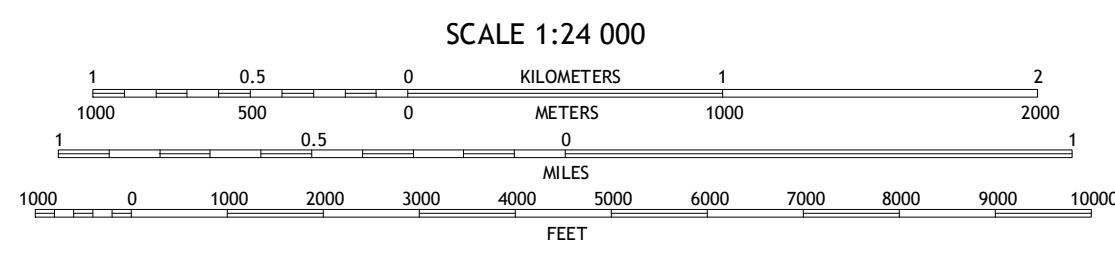 SCALE 1:24 000
1 0.5 0 KILOMETERS 1 2
1000 500 0 METERS 1000 2000
1 0.5 0 1
MILES
1000 0 1000 2000 3000 4000 5000 6000 7000 8000 9000 10000
FEET